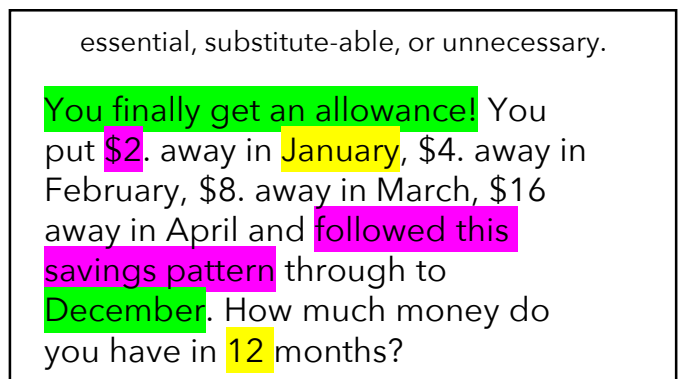 essential, substitute-able, or unnecessary.
You finally get an allowance! You
put $2. away in January, $4. away in
February, $8. away in March, $16
away in April and followed this
savings pattern through to
December. How much money do
you have in 12 months?